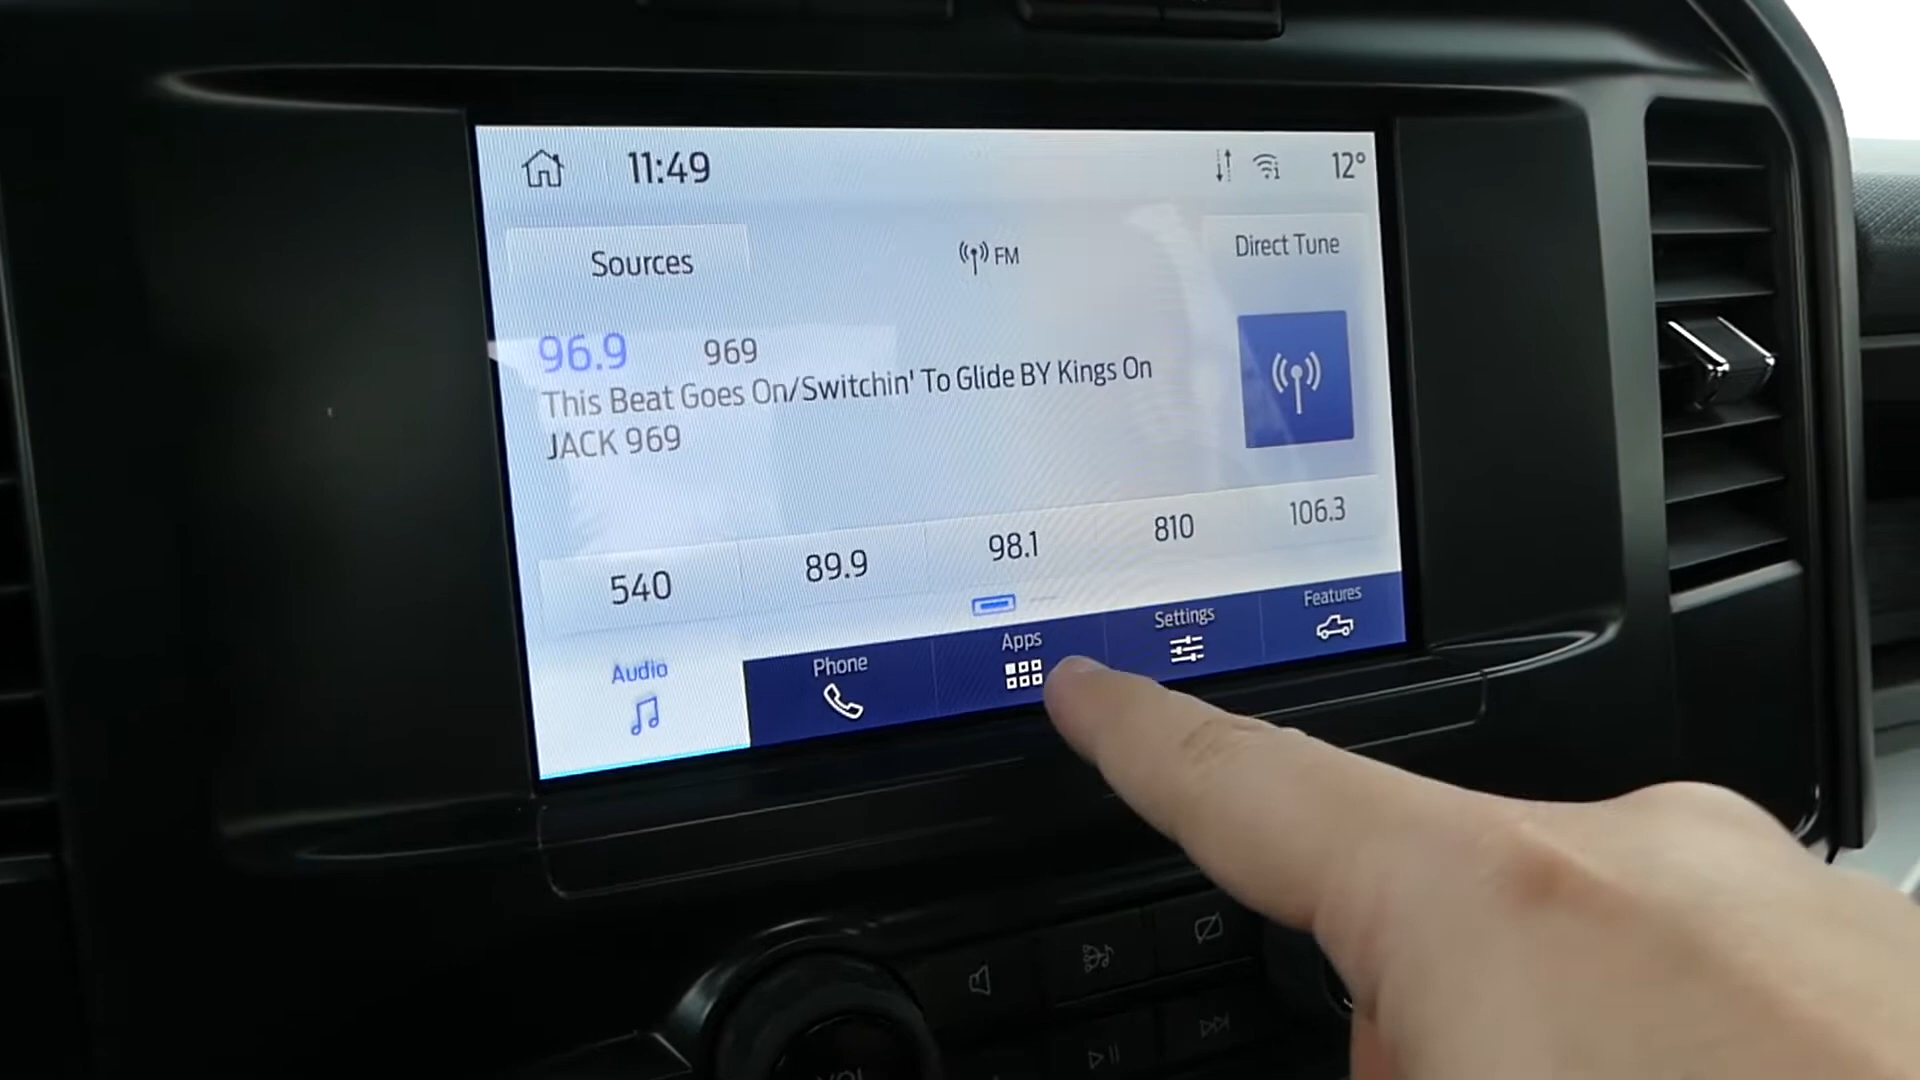 11:49
12°
Sources
FM
Direct Tune
96.9 969
This Beat Goes On/Switchin' To Glide BY Kings On
JACK 969
540 89.9 98.1 810 106.3
Audio Phone Apps Settings Features
VOL